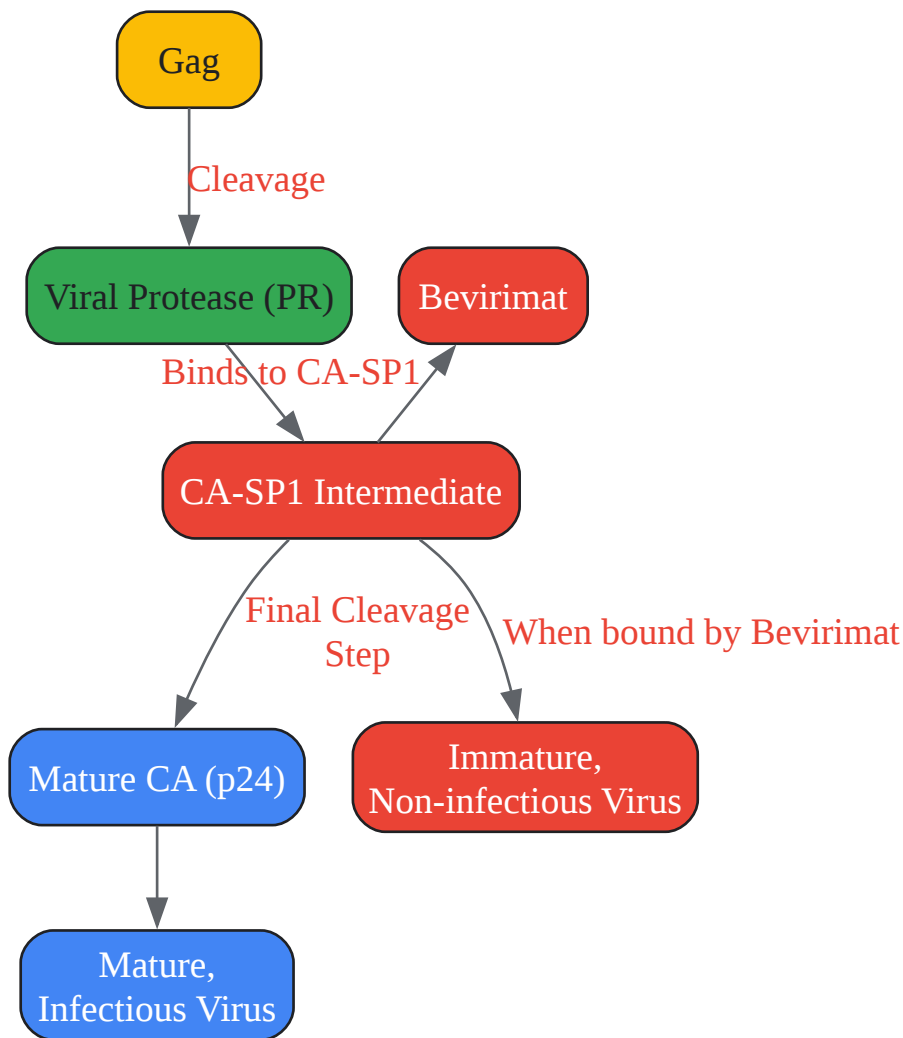 Gag
Cleavage
Viral Protease (PR)
Bevirimat
Binds to CA-SP1
CA-SP1 Intermediate
Final Cleavage
Step
When bound by Bevirimat
Mature CA (p24)
Immature,
Non-infectious Virus
Mature,
Infectious Virus